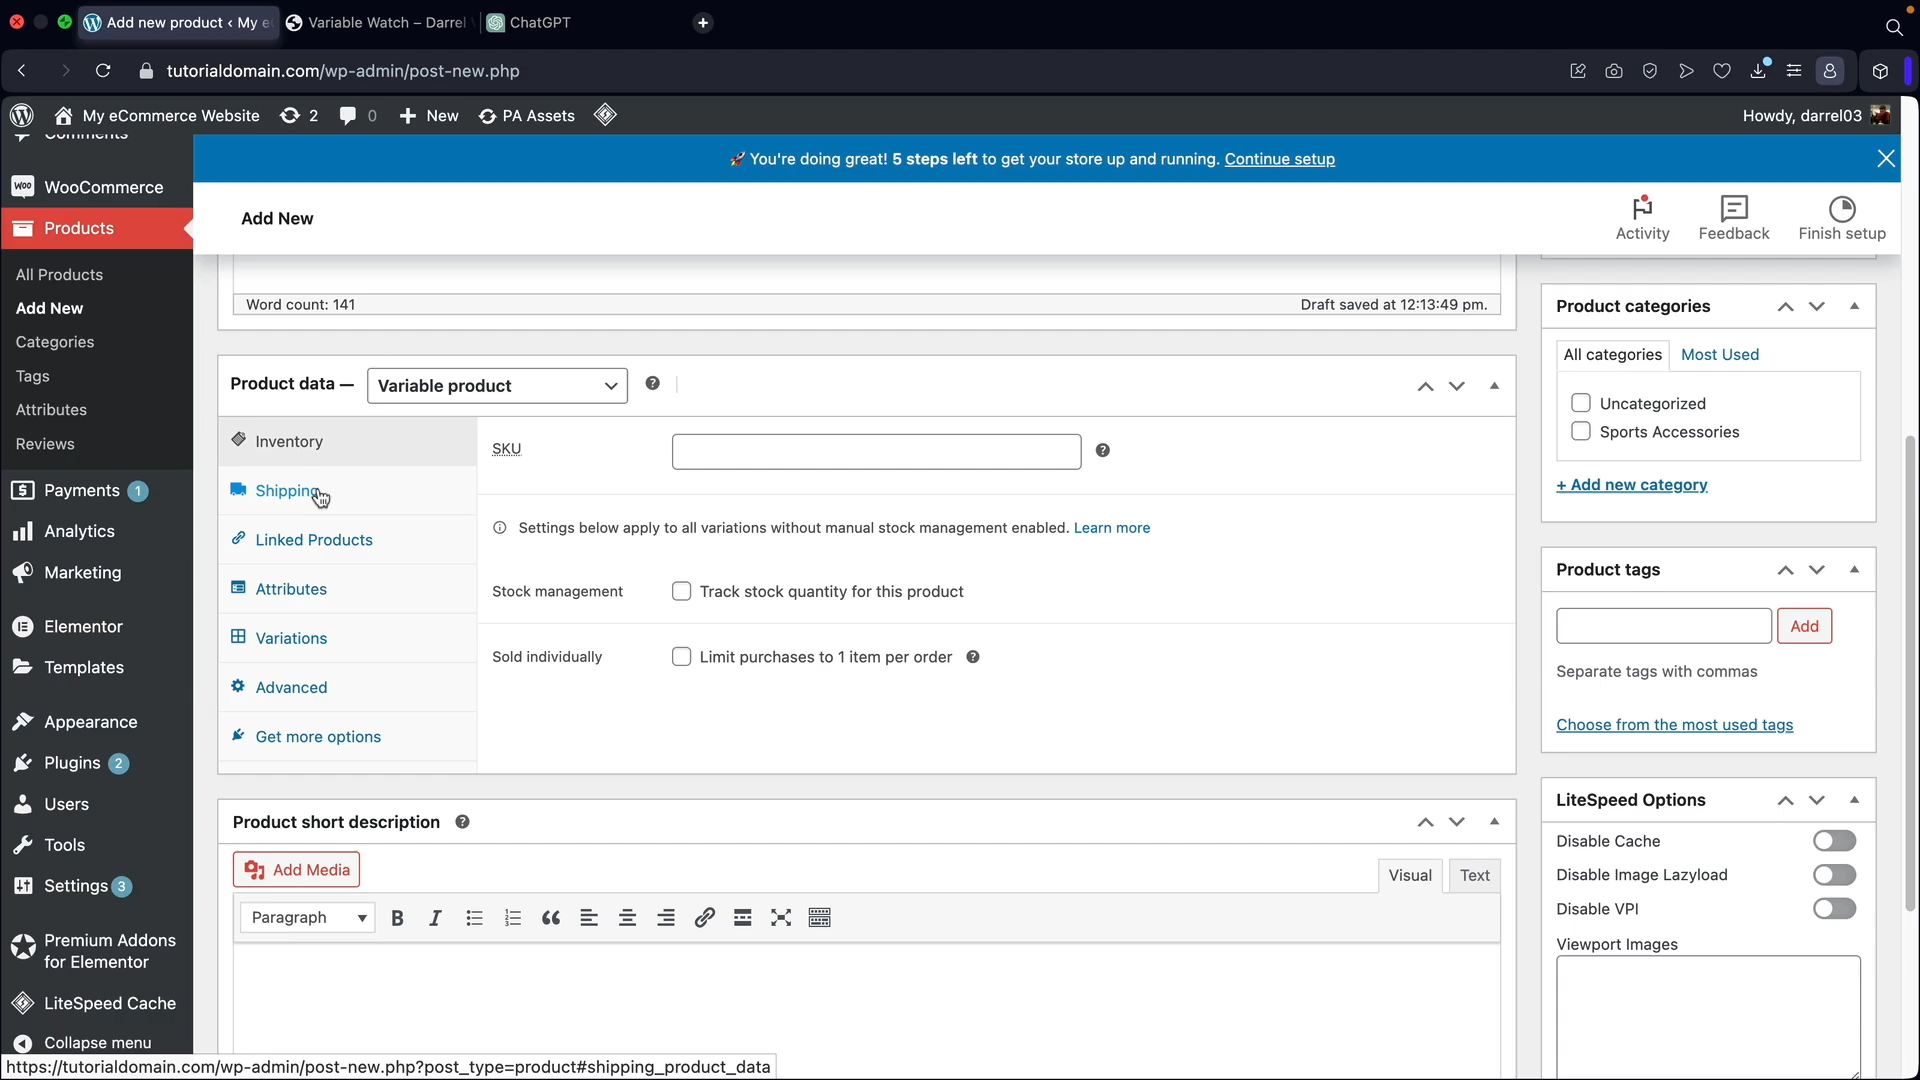 Add new product ‹ My e
Variable Watch – Darrel
ChatGPT
tutorialdomain.com/wp-admin/post-new.php
My eCommerce Website
2
0
New
PA Assets
Howdy, darrel03
Comments
WooCommerce
Products
All Products
Add New
Categories
Tags
Attributes
Reviews
Payments 1
Analytics
Marketing
Elementor
Templates
Appearance
Plugins 2
Users
Tools
Settings 3
Premium Addons
for Elementor
LiteSpeed Cache
Collapse menu
🚀 You're doing great! 5 steps left to get your store up and running. Continue setup
Add New
Activity
Feedback
Finish setup
Word count: 141
Draft saved at 12:13:49 pm.
Product data —
Variable product
Inventory
Shipping
Linked Products
Attributes
Variations
Advanced
Get more options
SKU
Settings below apply to all variations without manual stock management enabled. Learn more
Stock management
Track stock quantity for this product
Sold individually
Limit purchases to 1 item per order
Product short description
Add Media
Visual
Text
Paragraph
Product categories
All categories
Most Used
Uncategorized
Sports Accessories
+ Add new category
Product tags
Add
Separate tags with commas
Choose from the most used tags
LiteSpeed Options
Disable Cache
Disable Image Lazyload
Disable VPI
Viewport Images
https://tutorialdomain.com/wp-admin/post-new.php?post_type=product#shipping_product_data